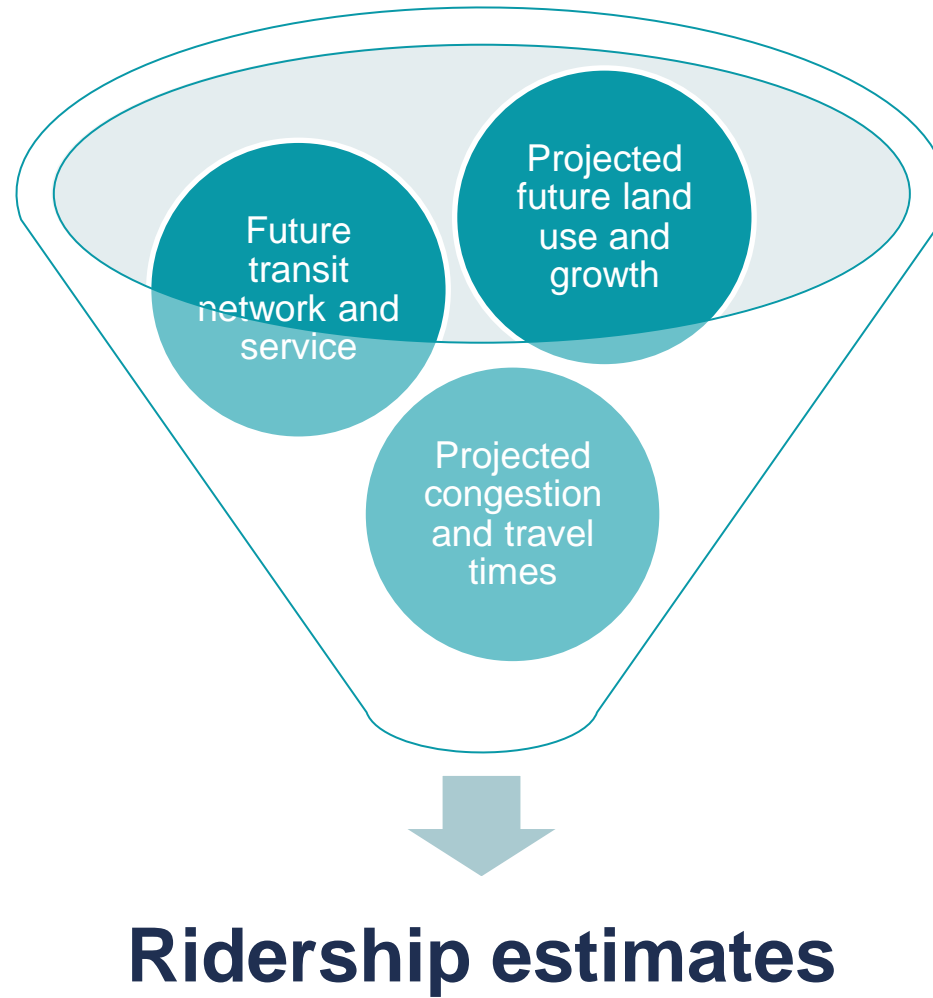 Future
transit
network and
service
Projected
future land
use and
growth
Projected
congestion
and travel
times
Ridership estimates